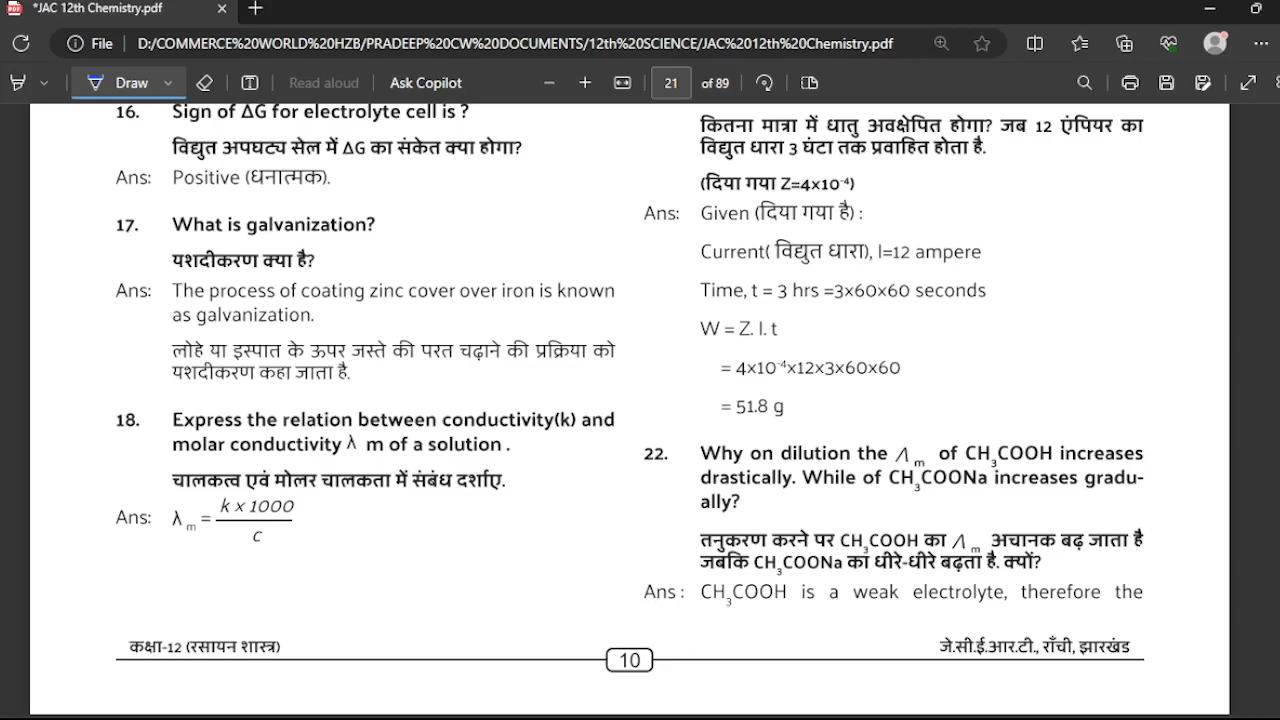 *JAC 12th Chemistry.pdf
File D:/COMMERCE%20WORLD%20HZB/PRADEEP%20CW%20DOCUMENTS/12th%20SCIENCE/JAC%2012th%20Chemistry.pdf
Draw Read aloud Ask Copilot 21 of 89
16. Sign of ΔG for electrolyte cell is ?
विद्युत अपघट्य सेल में ΔG का संकेत क्या होगा?
Ans: Positive (धनात्मक).
17. What is galvanization?
यशदीकरण क्या है?
Ans: The process of coating zinc cover over iron is known
as galvanization.
लोहे या इस्पात के ऊपर जस्ते की परत चढ़ाने की प्रक्रिया को
यशदीकरण कहा जाता है.
18. Express the relation between conductivity(k) and
molar conductivity λ m of a solution .
चालकत्व एवं मोलर चालकता में संबंध दर्शाए.
Ans: λ m = k x 1000
c
कितना मात्रा में धातु अवक्षेपित होगा? जब 12 एंपियर का
विद्युत धारा 3 घंटा तक प्रवाहित होता है.
(दिया गया Z=4x10⁻⁴)
Ans: Given (दिया गया है) :
Current( विद्युत धारा), I=12 ampere
Time, t = 3 hrs =3x60x60 seconds
W = Z. I. t
= 4x10⁻⁴x12x3x60x60
= 51.8 g
22. Why on dilution the Λm of CH₃COOH increases
drastically. While of CH₃COONa increases gradu-
ally?
तनुकरण करने पर CH₃COOH का Λm अचानक बढ़ जाता है
जबकि CH₃COONa का धीरे-धीरे बढ़ता है. क्यों?
Ans : CH₃COOH is a weak electrolyte, therefore the
कक्षा-12 (रसायन शास्त्र) 10 जे.सी.ई.आर.टी., राँची, झारखंड